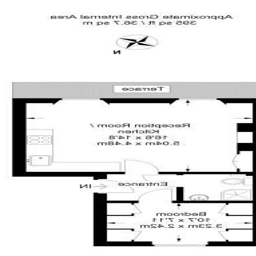 Approximate Gross Internal Area
395 sq ft / 36.7 sq m
N
Terrace
Reception Room /
Kitchen
16'6 x 14'8
5.04m x 4.48m
IN
Entrance
Bedroom
10'7 x 7'11
3.23m x 2.42m